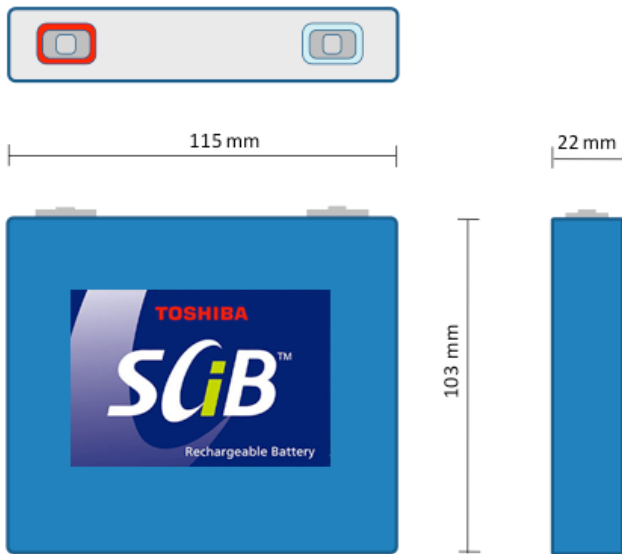 115 mm
22 mm
TOSHIBA
SCiB™
Rechargeable Battery
103 mm